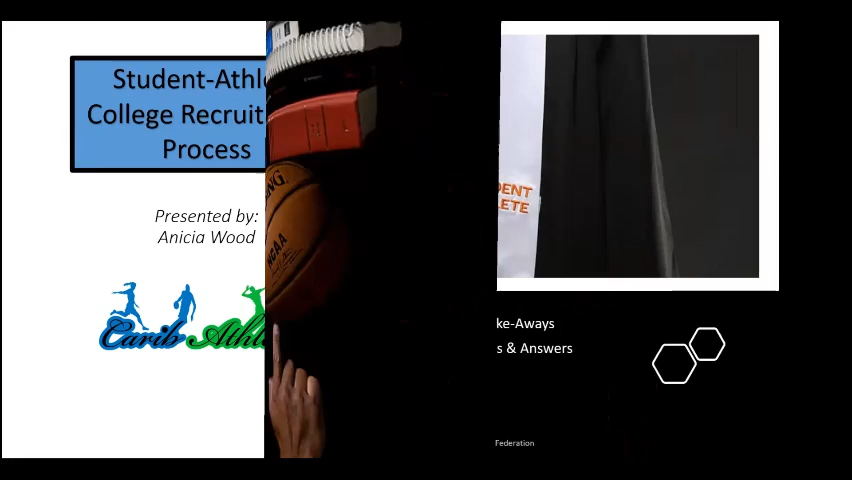 Student-Athl
College Recruit
Process
Presented by:
Anicia Wood
Carib Athl
NCAA
DENT
LETE
ke-Aways
s & Answers
Federation